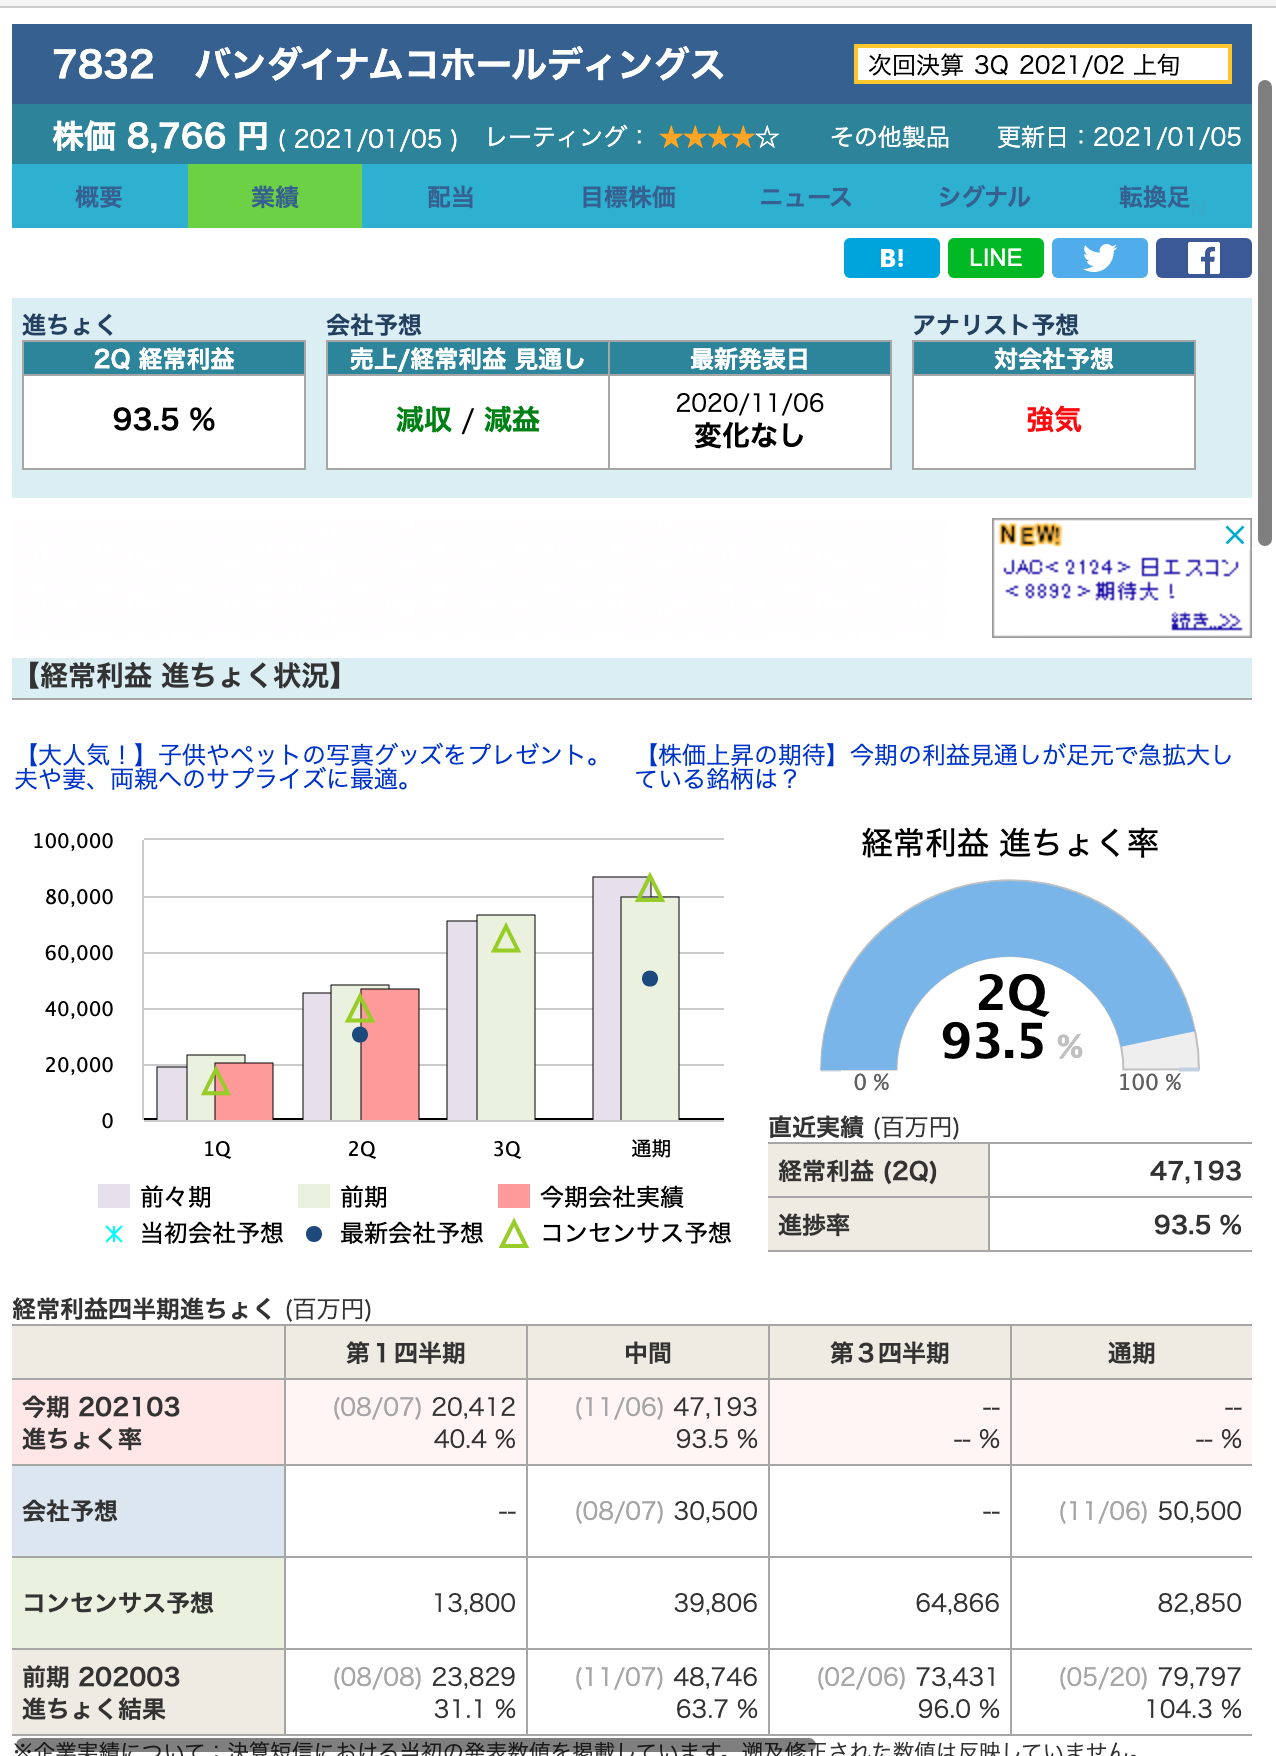 7832 バンダイナムコホールディングス
次回決算 3Q 2021/02 上旬
株価 8,766 円 ( 2021/01/05 ) レーティング： ★★★★☆ その他製品 更新日：2021/01/05
概要 業績 配当 目標株価 ニュース シグナル 転換足
B! LINE
進ちょく 会社予想 アナリスト予想
2Q 経常利益 売上/経常利益 見通し 最新発表日 対会社予想
93.5 % 減収 / 減益 2020/11/06 強気
変化なし
NEW!
JAC<2124> 日エスコン
<8892>期待大！
続き..>>
【経常利益 進ちょく状況】
【大人気！】子供やペットの写真グッズをプレゼント。
夫や妻、両親へのサプライズに最適。
【株価上昇の期待】今期の利益見通しが足元で急拡大し
ている銘柄は？
100,000
80,000
60,000
40,000
20,000
0
1Q 2Q 3Q 通期
前々期 前期 今期会社実績
当初会社予想 最新会社予想 コンセンサス予想
経常利益 進ちょく率
2Q
93.5 %
0 % 100 %
直近実績 (百万円)
経常利益 (2Q) 47,193
進捗率 93.5 %
経常利益四半期進ちょく (百万円)
第１四半期 中間 第３四半期 通期
今期 202103 (08/07) 20,412 (11/06) 47,193 -- --
進ちょく率 40.4 % 93.5 % -- % -- %
会社予想 -- (08/07) 30,500 -- (11/06) 50,500
コンセンサス予想 13,800 39,806 64,866 82,850
前期 202003 (08/08) 23,829 (11/07) 48,746 (02/06) 73,431 (05/20) 79,797
進ちょく結果 31.1 % 63.7 % 96.0 % 104.3 %
※企業実績について：決算短信における当初の発表数値を掲載しています。遡及修正された数値は反映していません。